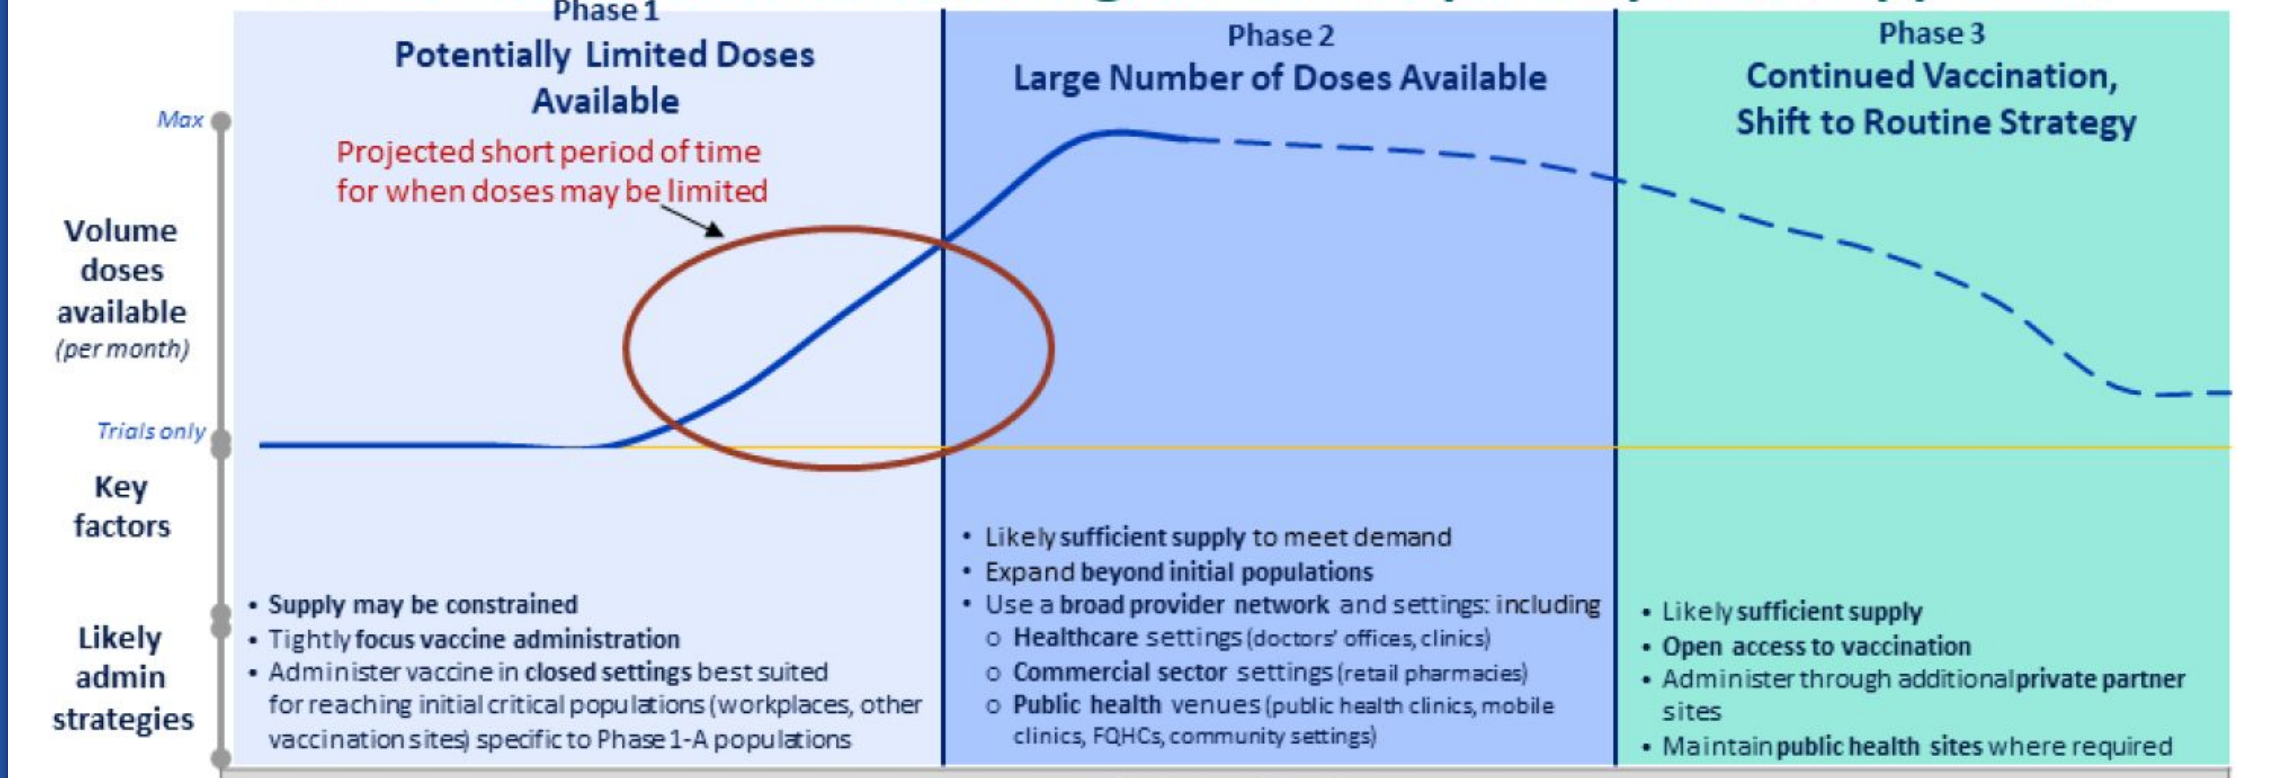 Phase 1
Potentially Limited Doses
Available
Projected short period of time
for when doses may be limited
Phase 2
Large Number of Doses Available
Phase 3
Continued Vaccination,
Shift to Routine Strategy
Max
Volume
doses
available
(per month)
Trials only
Key
factors
Likely
admin
strategies
• Supply may be constrained
• Tightly focus vaccine administration
• Administer vaccine in closed settings best suited
for reaching initial critical populations (workplaces, other
vaccination sites) specific to Phase 1-A populations
• Likely sufficient supply to meet demand
• Expand beyond initial populations
• Use a broad provider network and settings: including
o Healthcare settings (doctors' offices, clinics)
o Commercial sector settings (retail pharmacies)
o Public health venues (public health clinics, mobile
clinics, FQHCs, community settings)
• Likely sufficient supply
• Open access to vaccination
• Administer through additional private partner
sites
• Maintain public health sites where required